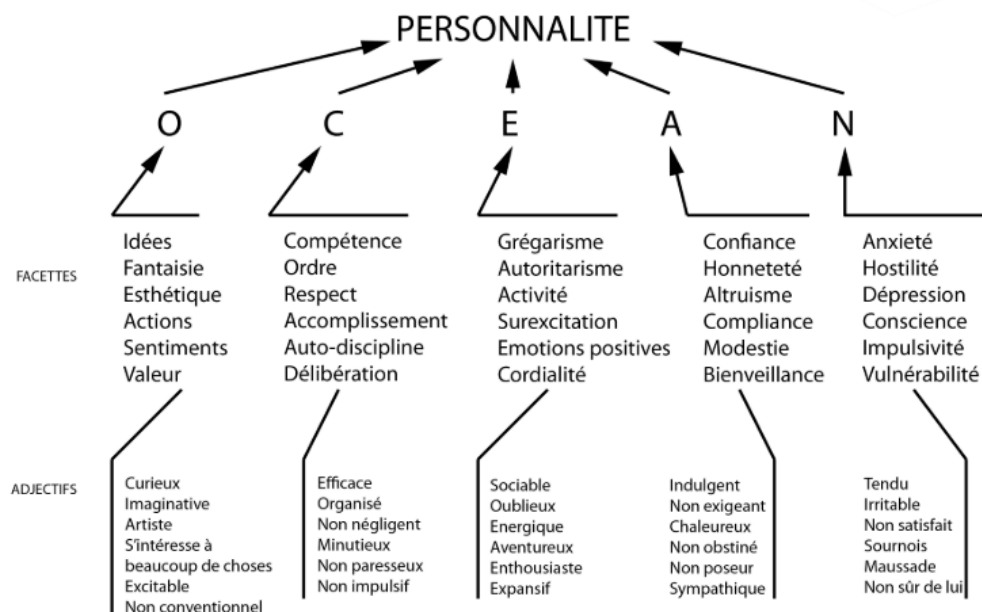 PERSONNALITE
O C E A N
FACETTES
Idées
Fantaisie
Esthétique
Actions
Sentiments
Valeur
Compétence
Ordre
Respect
Accomplissement
Auto-discipline
Délibération
Grégarisme
Autoritarisme
Activité
Surexcitation
Emotions positives
Cordialité
Confiance
Honneteté
Altruisme
Compliance
Modestie
Bienveillance
Anxieté
Hostilité
Dépression
Conscience
Impulsivité
Vulnérabilité
ADJECTIFS
Curieux
Imaginative
Artiste
S'intéresse à
beaucoup de choses
Excitable
Non conventionnel
Efficace
Organisé
Non négligent
Minutieux
Non paresseux
Non impulsif
Sociable
Oublieux
Energique
Aventureux
Enthousiaste
Expansif
Indulgent
Non exigeant
Chaleureux
Non obstiné
Non poseur
Sympathique
Tendu
Irritable
Non satisfait
Sournois
Maussade
Non sûr de lui